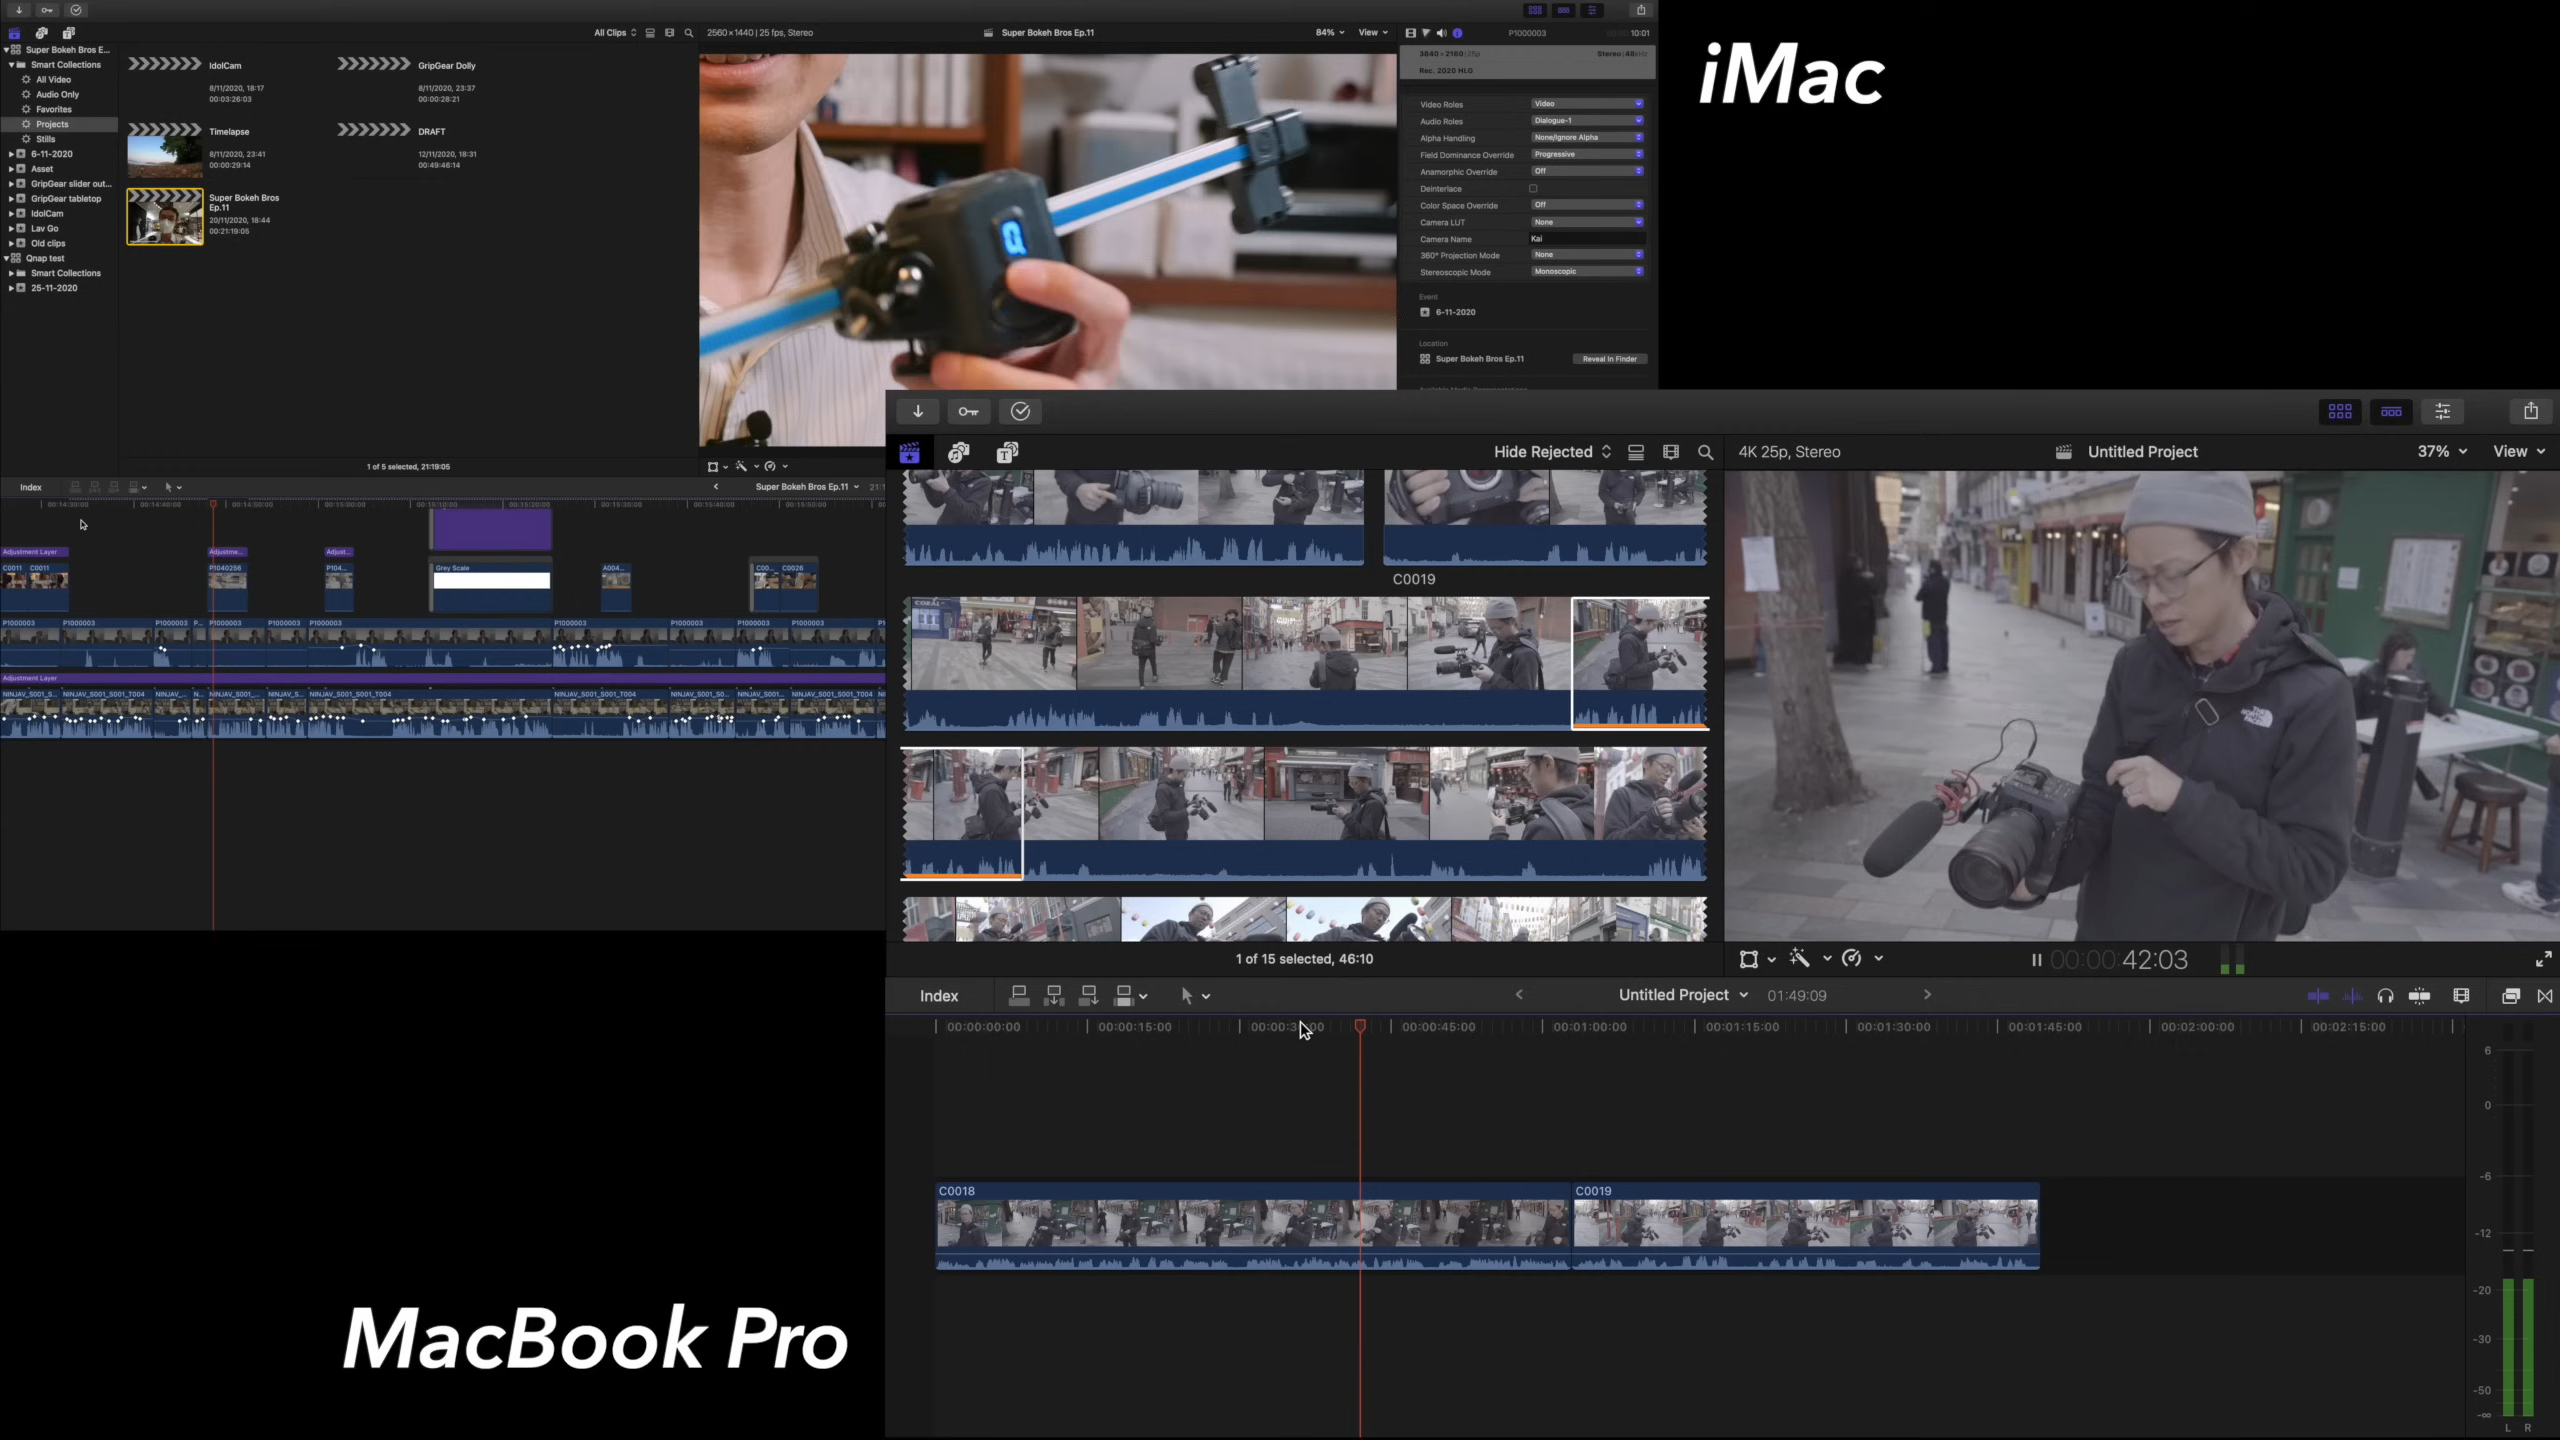 All Clips
2560×1440 | 25 fps, Stereo
Super Bokeh Bros Ep.11
84%
View
P1000003
10:01
Super Bokeh Bros E...
Smart Collections
All Video
Audio Only
Favorites
Projects
Stills
6-11-2020
Asset
GripGear slider out...
GripGear tabletop
IdolCam
Lav Go
Old clips
Qnap test
Smart Collections
25-11-2020
IdolCam
8/11/2020, 18:17
00:03:26:03
GripGear Dolly
8/11/2020, 23:37
00:00:28:21
Timelapse
8/11/2020, 23:41
00:00:29:14
DRAFT
12/11/2020, 18:31
00:49:46:14
Super Bokeh Bros
Ep.11
20/11/2020, 18:44
00:21:19:05
1 of 5 selected, 21:19:05
3840 × 2160 | 25p
Stereo | 48kHz
Rec. 2020 HLG
Video Roles Video
Audio Roles Dialogue-1
Alpha Handling None/Ignore Alpha
Field Dominance Override Progressive
Anamorphic Override Off
Deinterlace
Color Space Override Off
Camera LUT None
Camera Name Kai
360° Projection Mode None
Stereoscopic Mode Monoscopic
Event
6-11-2020
Location
Super Bokeh Bros Ep.11
Reveal In Finder
iMac
Index
Super Bokeh Bros Ep.11
00:14:30:00 00:14:40:00 00:14:50:00 00:15:00:00 00:15:10:00 00:15:20:00 00:15:30:00 00:15:40:00 00:15:50:00
Adjustment Layer
Adjustme...
Adjust...
C0011 C0011
P1040256
P104...
Grey Scale
A004...
C00... C0026
P1000003 P1000003 P1000003 P... P1000003 P1000003 P1000003 P1000003 P1000003 P1000003 P1000003
Adjustment Layer
NINJAV_S001_S... NINJAV_S001_S001_T004 NINJAV_... N... NINJAV_S001_... NINJAV_S... NINJAV_S001_S001_T004 NINJAV_S001_S001_T004 NINJAV_S001_S0... NINJAV_S001... NINJAV_S001_S001_T004
Hide Rejected
4K 25p, Stereo
Untitled Project
37%
View
C0019
1 of 15 selected, 46:10
00:00:42:03
Index
Untitled Project
01:49:09
00:00:00:00 00:00:15:00 00:00:30:00 00:00:45:00 00:01:00:00 00:01:15:00 00:01:30:00 00:01:45:00 00:02:00:00 00:02:15:00
C0018
C0019
6
0
-6
-12
-20
-30
-50
-∞
L R
THE NORTH FACE
MacBook Pro